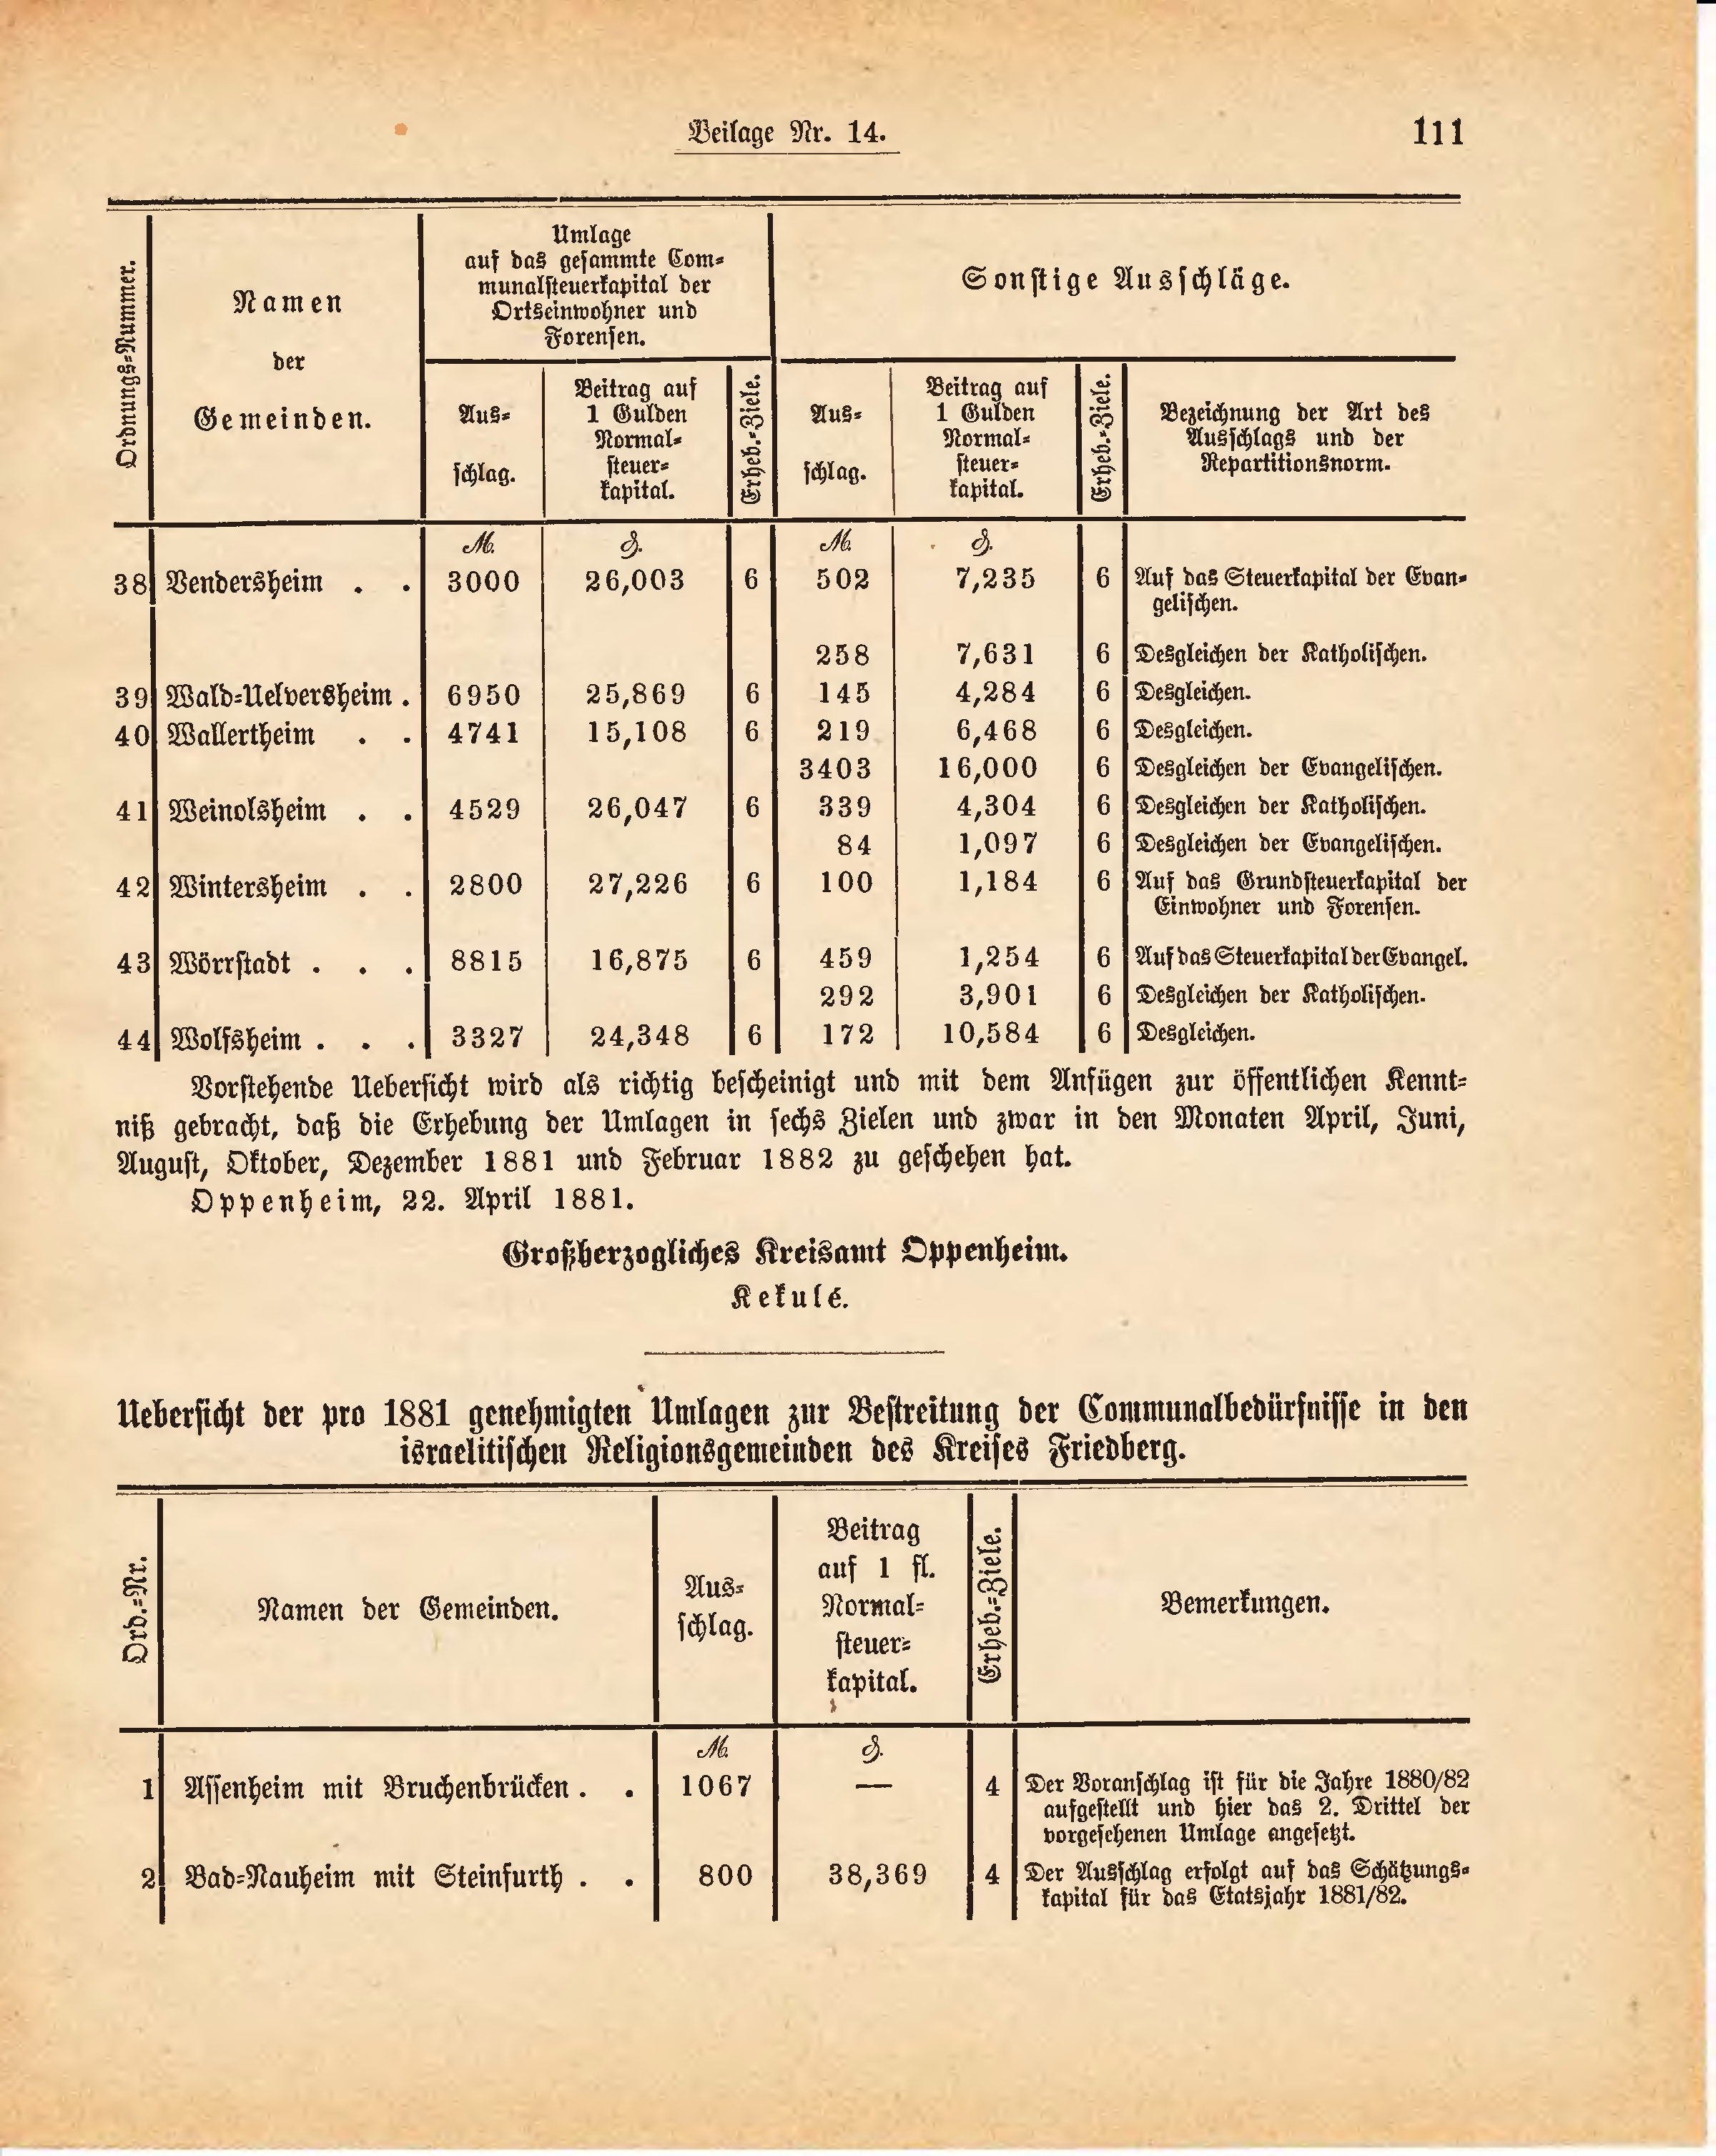 Beilage Nr. 14.
111
Ordnungs-Nummer.
Namen
der
Gemeinden.
Umlage
auf das gesammte Com-
munalsteuerkapital der
Ortseinwohner und
Forensen.
Sonstige Ausschläge.
Aus-
schlag.
Beitrag auf
1 Gulden
Normal-
steuer-
kapital.
Erheb.-Ziele.
Aus-
schlag.
Beitrag auf
1 Gulden
Normal-
steuer-
kapital.
Erheb.-Ziele.
Bezeichnung der Art des
Ausschlags und der
Repartitionsnorm.
M. ₰. M. ₰.
38 Vendersheim . . 3000 26,003 6 502 7,235 6 Auf das Steuerkapital der Evan-
gelischen.
258 7,631 6 Desgleichen der Katholischen.
39 Wald-Uelversheim . 6950 25,869 6 145 4,284 6 Desgleichen.
40 Wallertheim . . 4741 15,108 6 219 6,468 6 Desgleichen.
3403 16,000 6 Desgleichen der Evangelischen.
41 Weinolsheim . . 4529 26,047 6 339 4,304 6 Desgleichen der Katholischen.
84 1,097 6 Desgleichen der Evangelischen.
42 Wintersheim . . 2800 27,226 6 100 1,184 6 Auf das Grundsteuerkapital der
Einwohner und Forensen.
43 Wörrstadt . . . 8815 16,875 6 459 1,254 6 Auf das Steuerkapital der Evangel.
292 3,901 6 Desgleichen der Katholischen.
44 Wolfsheim . . . 3327 24,348 6 172 10,584 6 Desgleichen.
Vorstehende Uebersicht wird als richtig bescheinigt und mit dem Anfügen zur öffentlichen Kennt-
niß gebracht, daß die Erhebung der Umlagen in sechs Zielen und zwar in den Monaten April, Juni,
August, Oktober, Dezember 1881 und Februar 1882 zu geschehen hat.
Oppenheim, 22. April 1881.
Großherzogliches Kreisamt Oppenheim.
Kekulé.
Uebersicht der pro 1881 genehmigten Umlagen zur Bestreitung der Communalbedürfnisse in den
israelitischen Religionsgemeinden des Kreises Friedberg.
Ord.-Nr.
Namen der Gemeinden.
Aus-
schlag.
Beitrag
auf 1 fl.
Normal-
steuer-
kapital.
Erheb.-Ziele.
Bemerkungen.
M. ₰.
1 Assenheim mit Bruchenbrücken . . 1067 — 4 Der Voranschlag ist für die Jahre 1880/82
aufgestellt und hier das 2. Drittel der
vorgesehenen Umlage angesetzt.
2 Bad-Nauheim mit Steinfurth . . 800 38,369 4 Der Ausschlag erfolgt auf das Schätzungs-
kapital für das Etatsjahr 1881/82.